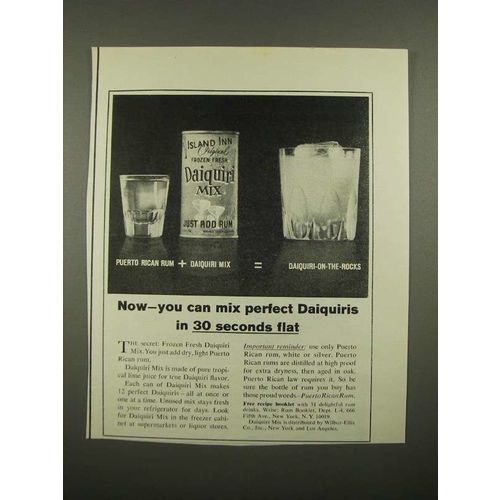 ISLAND INN
Original
FROZEN FRESH
Daiquiri
MIX
JUST ADD RUM
PUERTO RICAN RUM + DAIQUIRI MIX = DAIQUIRI-ON-THE-ROCKS
Now—you can mix perfect Daiquiris
in 30 seconds flat
THE secret: Frozen Fresh Daiquiri
Mix. You just add dry, light Puerto
Rican rum.
Daiquiri Mix is made of pure tropi-
cal lime juice for true Daiquiri flavor.
Each can of Daiquiri Mix makes
12 perfect Daiquiris—all at once or
one at a time. Unused mix stays fresh
in your refrigerator for days. Look
for Daiquiri Mix in the freezer cabi-
net at supermarkets or liquor stores.
Important reminder: use only Puerto
Rican rum, white or silver. Puerto
Rican rums are distilled at high proof
for extra dryness, then aged in oak.
Puerto Rican law requires it. So be
sure the bottle of rum you buy has
those proud words—Puerto Rican Rum.
Free recipe booklet with 31 delightful rum
drinks. Write: Rum Booklet, Dept. L-4, 666
Fifth Ave., New York, N. Y. 10019.
Daiquiri Mix is distributed by Wilbur-Ellis
Co., Inc., New York and Los Angeles.